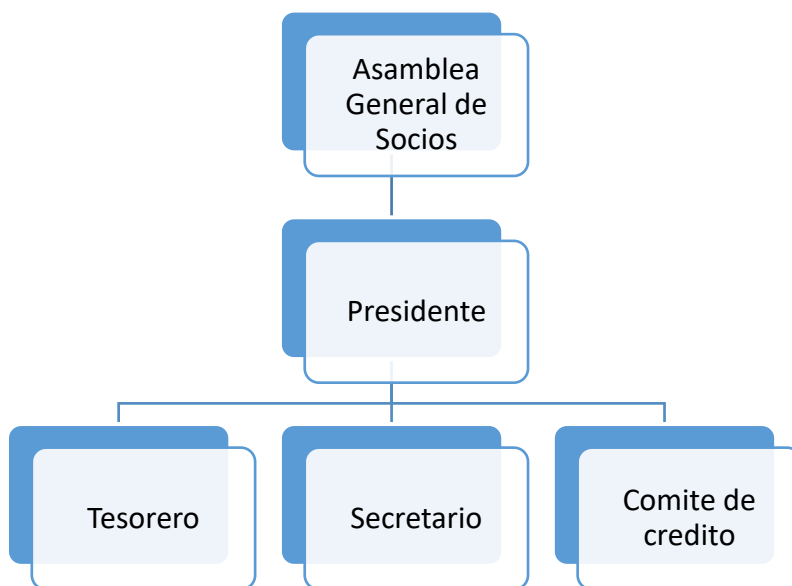 Asamblea
General de
Socios
Presidente
Tesorero
Secretario
Comite de
credito